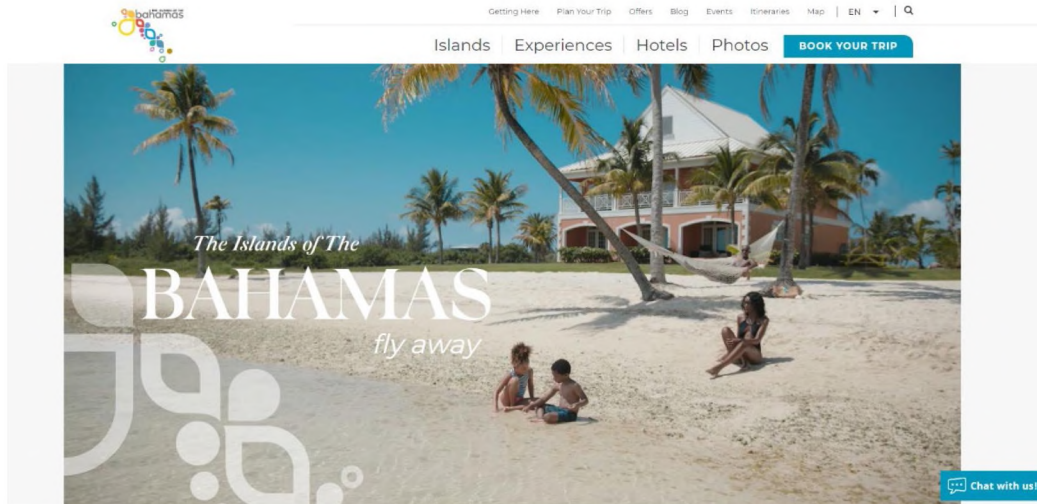 bahamas
Getting Here Plan Your Trip Offers Blog Events Itineraries Map | EN
Islands Experiences Hotels Photos BOOK YOUR TRIP
The Islands of The
BAHAMAS
fly away
Chat with us!